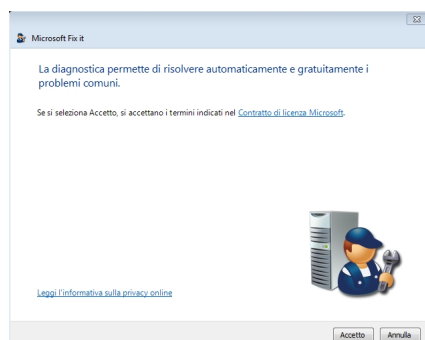 Microsoft Fix it
La diagnostica permette di risolvere automaticamente e gratuitamente i
problemi comuni.
Se si seleziona Accetto, si accettano i termini indicati nel Contratto di licenza Microsoft.
Leggi l'informativa sulla privacy online
Accetto Annulla